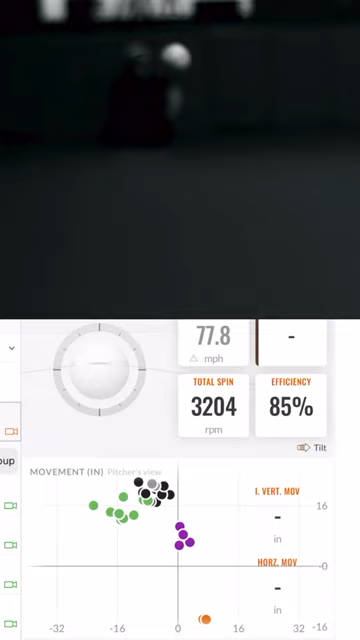 77.8
-
mph
TOTAL SPIN
EFFICIENCY
3204
85%
rpm
Tilt
oup
MOVEMENT (IN) Pitcher's view
I. VERT. MOV
-
16
in
HORZ. MOV
-0
-
in
-32 -16 0 16 32 -16